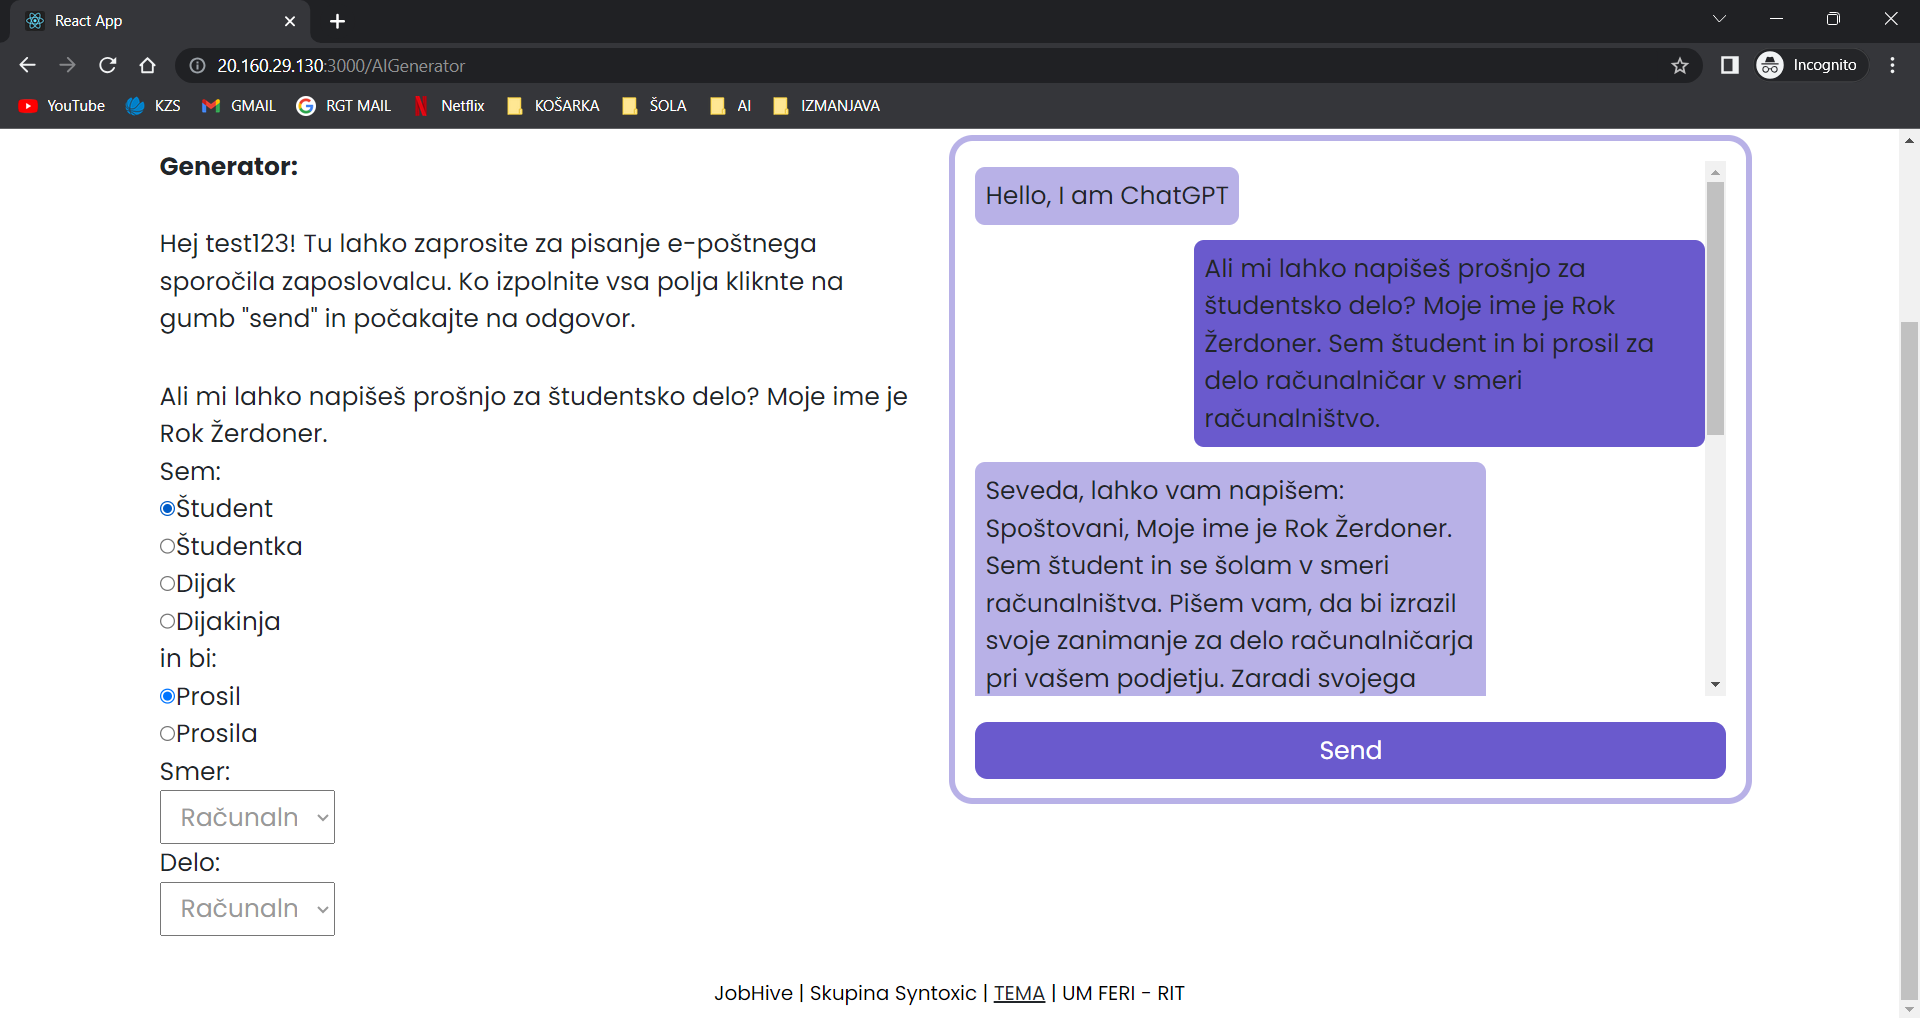 React App
20.160.29.130:3000/AIGenerator
Incognito
YouTube KZS GMAIL RGT MAIL Netflix KOŠARKA ŠOLA AI IZMANJAVA
Generator:
Hej test123! Tu lahko zaprosite za pisanje e-poštnega
sporočila zaposlovalcu. Ko izpolnite vsa polja kliknte na
gumb "send" in počakajte na odgovor.
Ali mi lahko napišeš prošnjo za študentsko delo? Moje ime je
Rok Žerdoner.
Sem:
Študent
Študentka
Dijak
Dijakinja
in bi:
Prosil
Prosila
Smer:
Računaln
Delo:
Računaln
Hello, I am ChatGPT
Ali mi lahko napišeš prošnjo za
študentsko delo? Moje ime je Rok
Žerdoner. Sem študent in bi prosil za
delo računalničar v smeri
računalništvo.
Seveda, lahko vam napišem:
Spoštovani, Moje ime je Rok Žerdoner.
Sem študent in se šolam v smeri
računalništva. Pišem vam, da bi izrazil
svoje zanimanje za delo računalničarja
pri vašem podjetju. Zaradi svojega
Send
JobHive | Skupina Syntoxic | TEMA | UM FERI - RIT